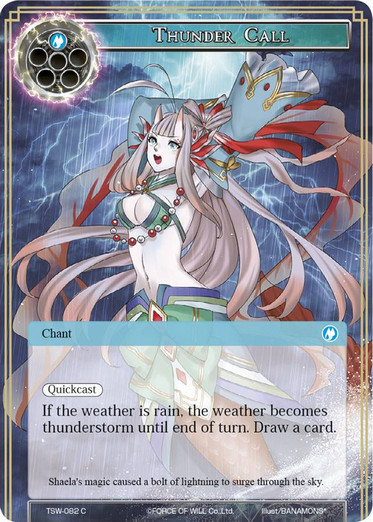 Thunder Call
Chant
Quickcast
If the weather is rain, the weather becomes
thunderstorm until end of turn. Draw a card.
Shaela's magic caused a bolt of lightning to surge through the sky.
TSW-082 C ©FORCE OF WILL Co.,Ltd. Illust/BANAMONS*